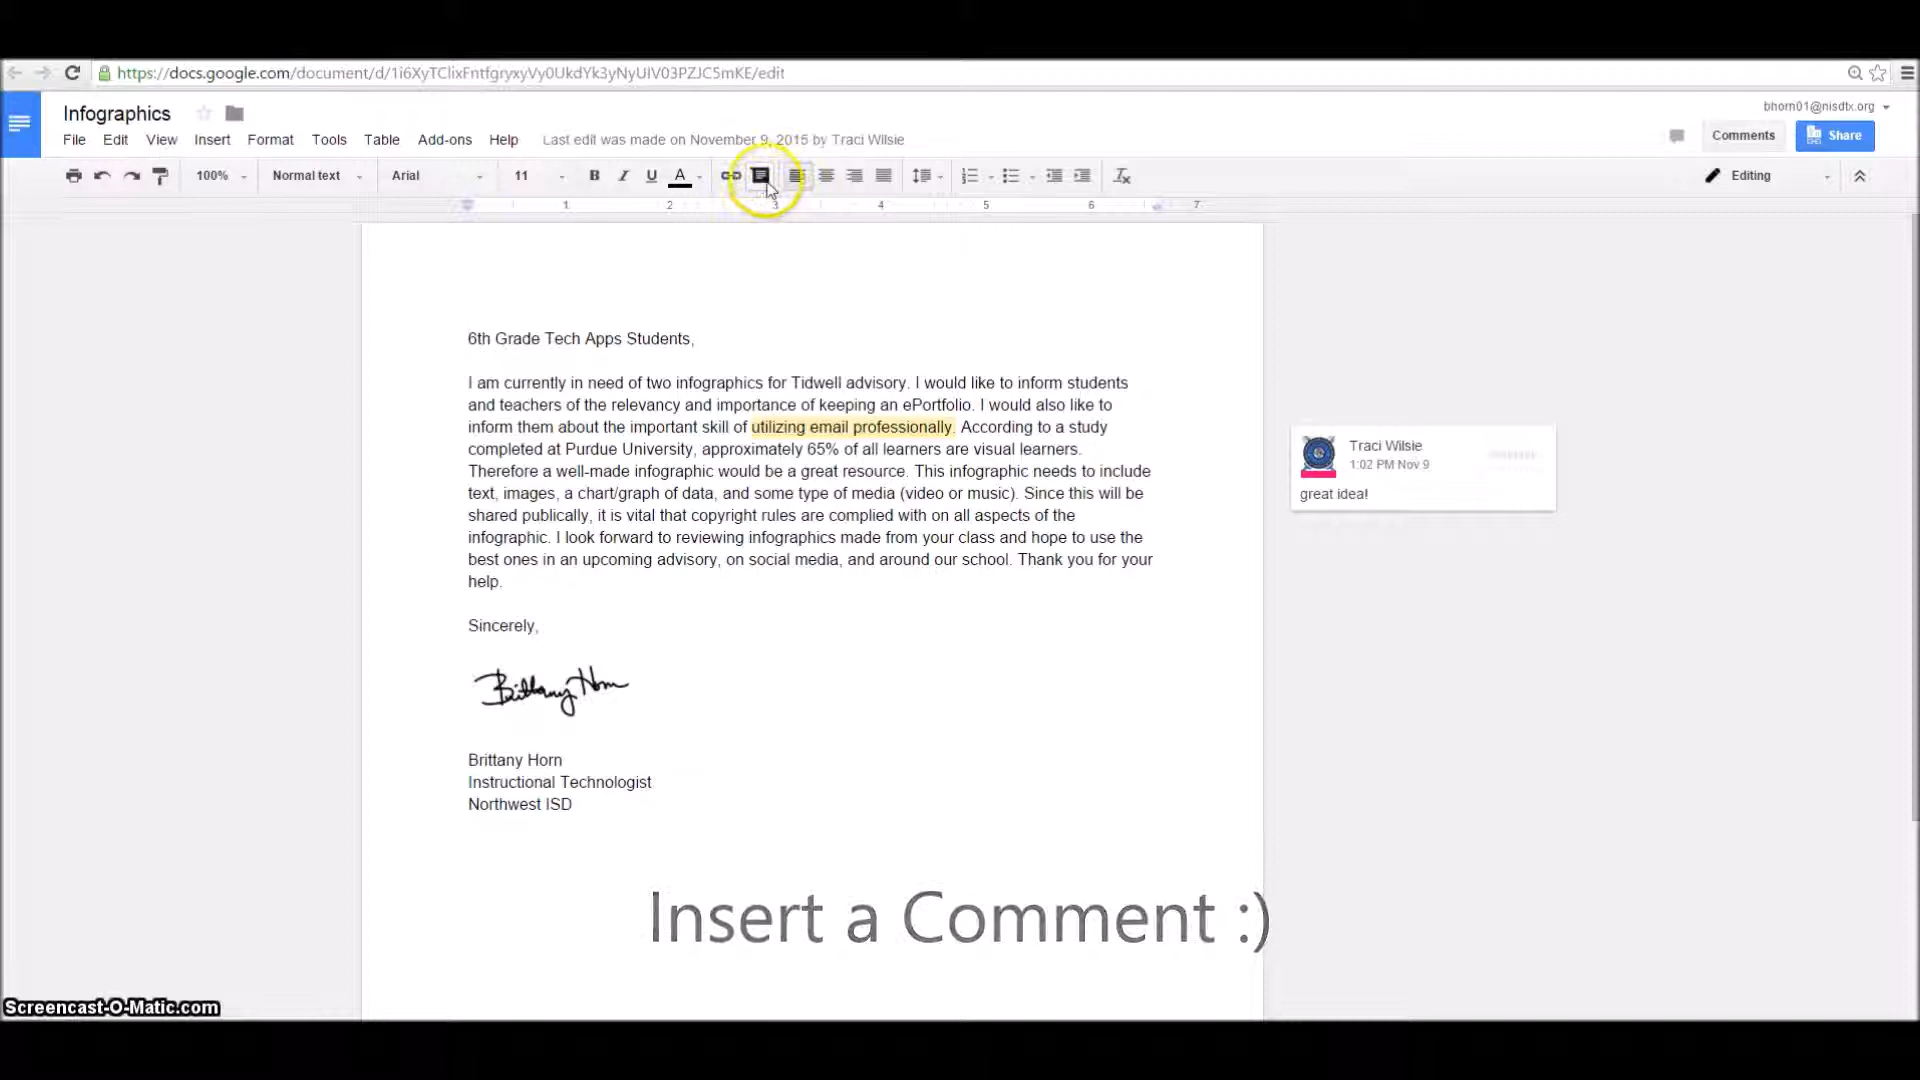 https://docs.google.com/document/d/1i6XyTClixFntfgryxyVy0UkdYk3yNyUIV03PZJC5mKE/edit
Infographics
bhorn01@nisdtx.org
File Edit View Insert Format Tools Table Add-ons Help Last edit was made on November 9, 2015 by Traci Wilsie
Comments Share
100% Normal text Arial 11 B I U A Editing
1 2 3 4 5 6 7
6th Grade Tech Apps Students,
I am currently in need of two infographics for Tidwell advisory. I would like to inform students
and teachers of the relevancy and importance of keeping an ePortfolio. I would also like to
inform them about the important skill of utilizing email professionally. According to a study
completed at Purdue University, approximately 65% of all learners are visual learners.
Therefore a well-made infographic would be a great resource. This infographic needs to include
text, images, a chart/graph of data, and some type of media (video or music). Since this will be
shared publically, it is vital that copyright rules are complied with on all aspects of the
infographic. I look forward to reviewing infographics made from your class and hope to use the
best ones in an upcoming advisory, on social media, and around our school. Thank you for your
help.
Traci Wilsie
1:02 PM Nov 9
great idea!
Sincerely,
Brittany Horn
Brittany Horn
Instructional Technologist
Northwest ISD
Insert a Comment :)
Screencast-O-Matic.com